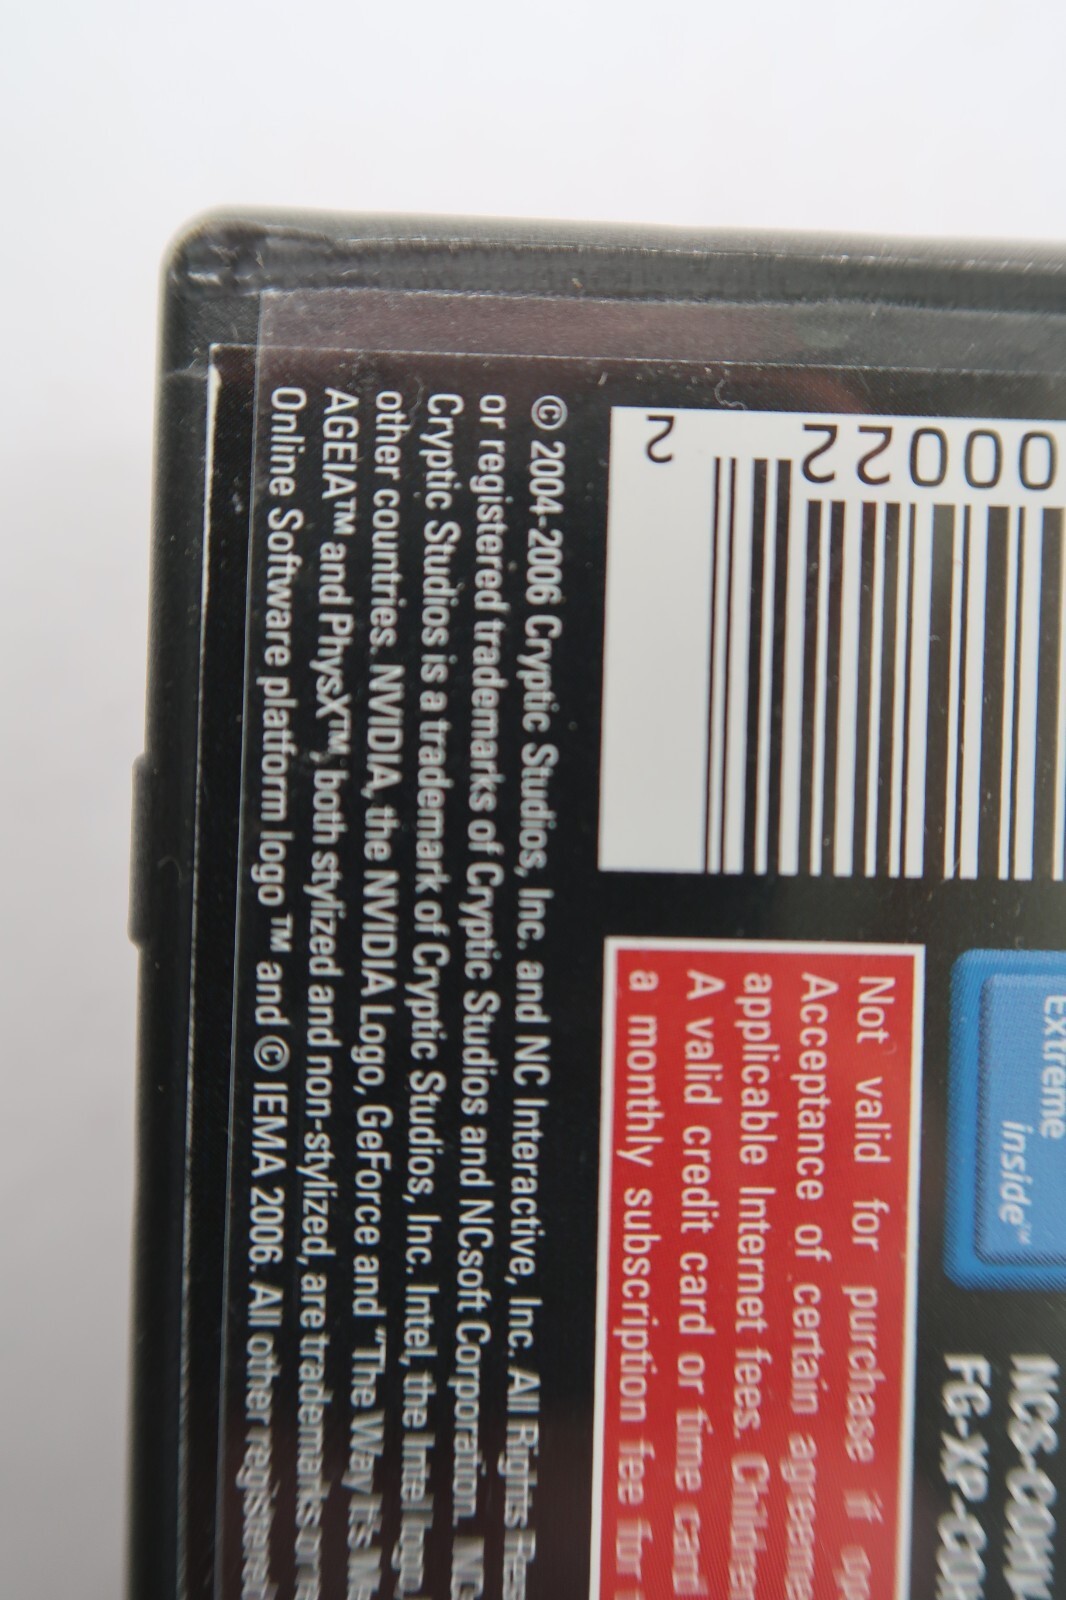 00022
2
Extreme
inside™
Not valid for purchase if
Acceptance of certain
applicable Internet fees. Children
A valid credit card or time card
a monthly subscription fee for
© 2004-2006 Cryptic Studios, Inc. and NC Interactive, Inc. All Rights
or registered trademarks of Cryptic Studios and NCsoft Corporation.
Cryptic Studios is a trademark of Cryptic Studios, Inc. Intel, the Intel logo,
other countries. NVIDIA, the NVIDIA Logo, GeForce and "The Way It's
AGEIA™ and PhysX™, both stylized and non-stylized, are trademarks or
Online Software platform logo ™ and © IEMA 2006. All other registered